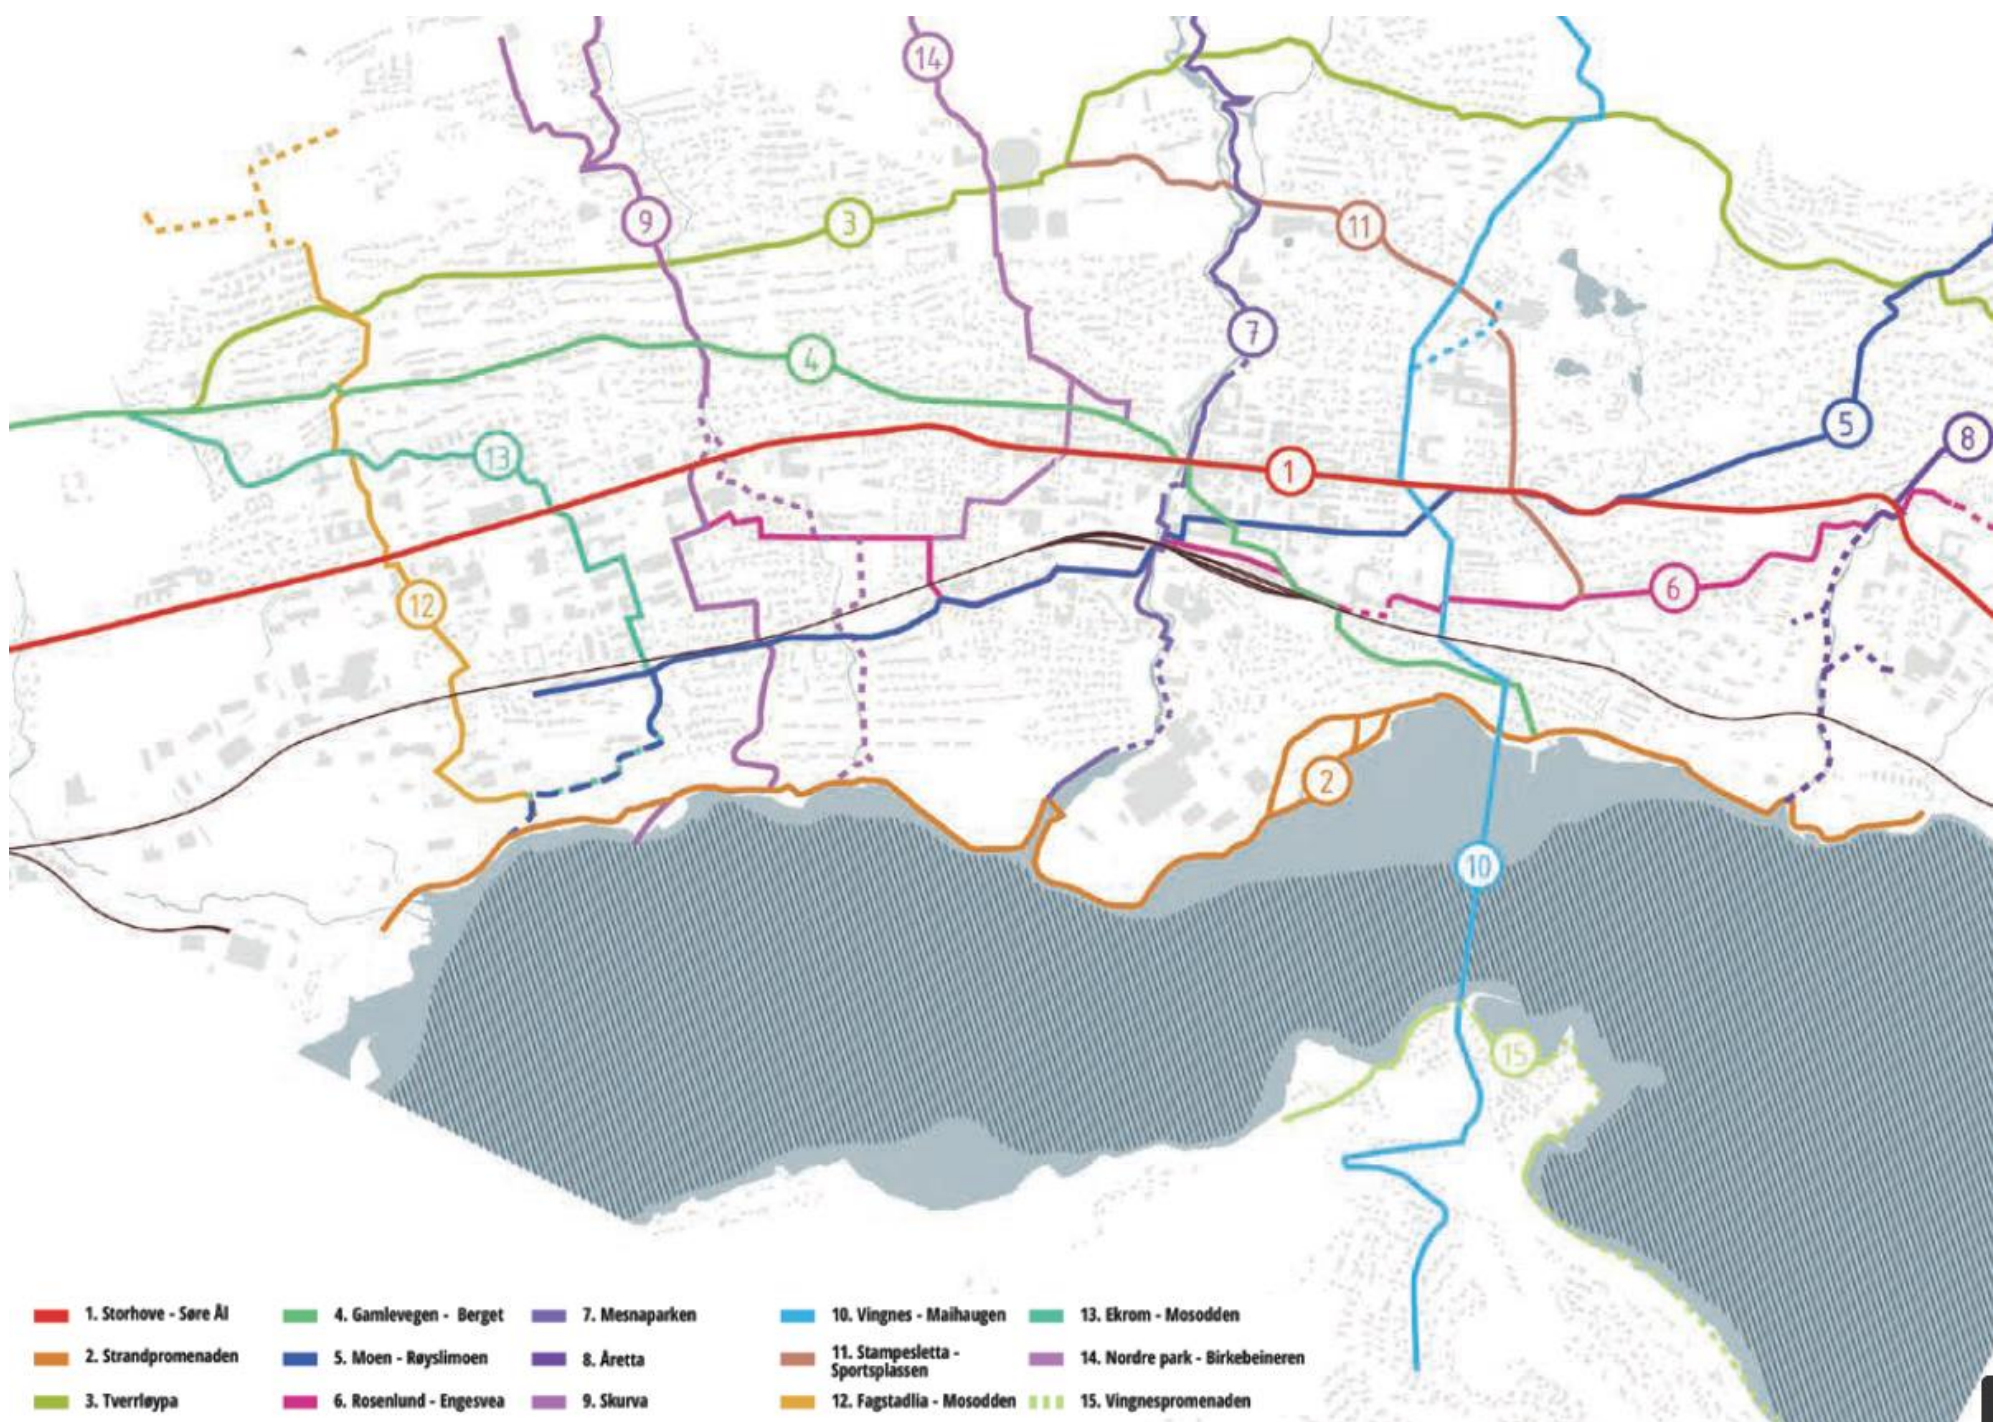 14
9
3
11
7
4
5
8
13
1
12
6
2
10
15
1. Storhove - Søre Ål
2. Strandpromenaden
3. Tverrløypa
4. Gamlevegen - Berget
5. Moen - Røyslimoen
6. Rosenlund - Engesvea
7. Mesnaparken
8. Åretta
9. Skurva
10. Vingnes - Maihaugen
11. Stampesletta -
Sportsplassen
12. Fagstadlia - Mosodden
13. Ekrom - Mosodden
14. Nordre park - Birkebeineren
15. Vingnespromenaden